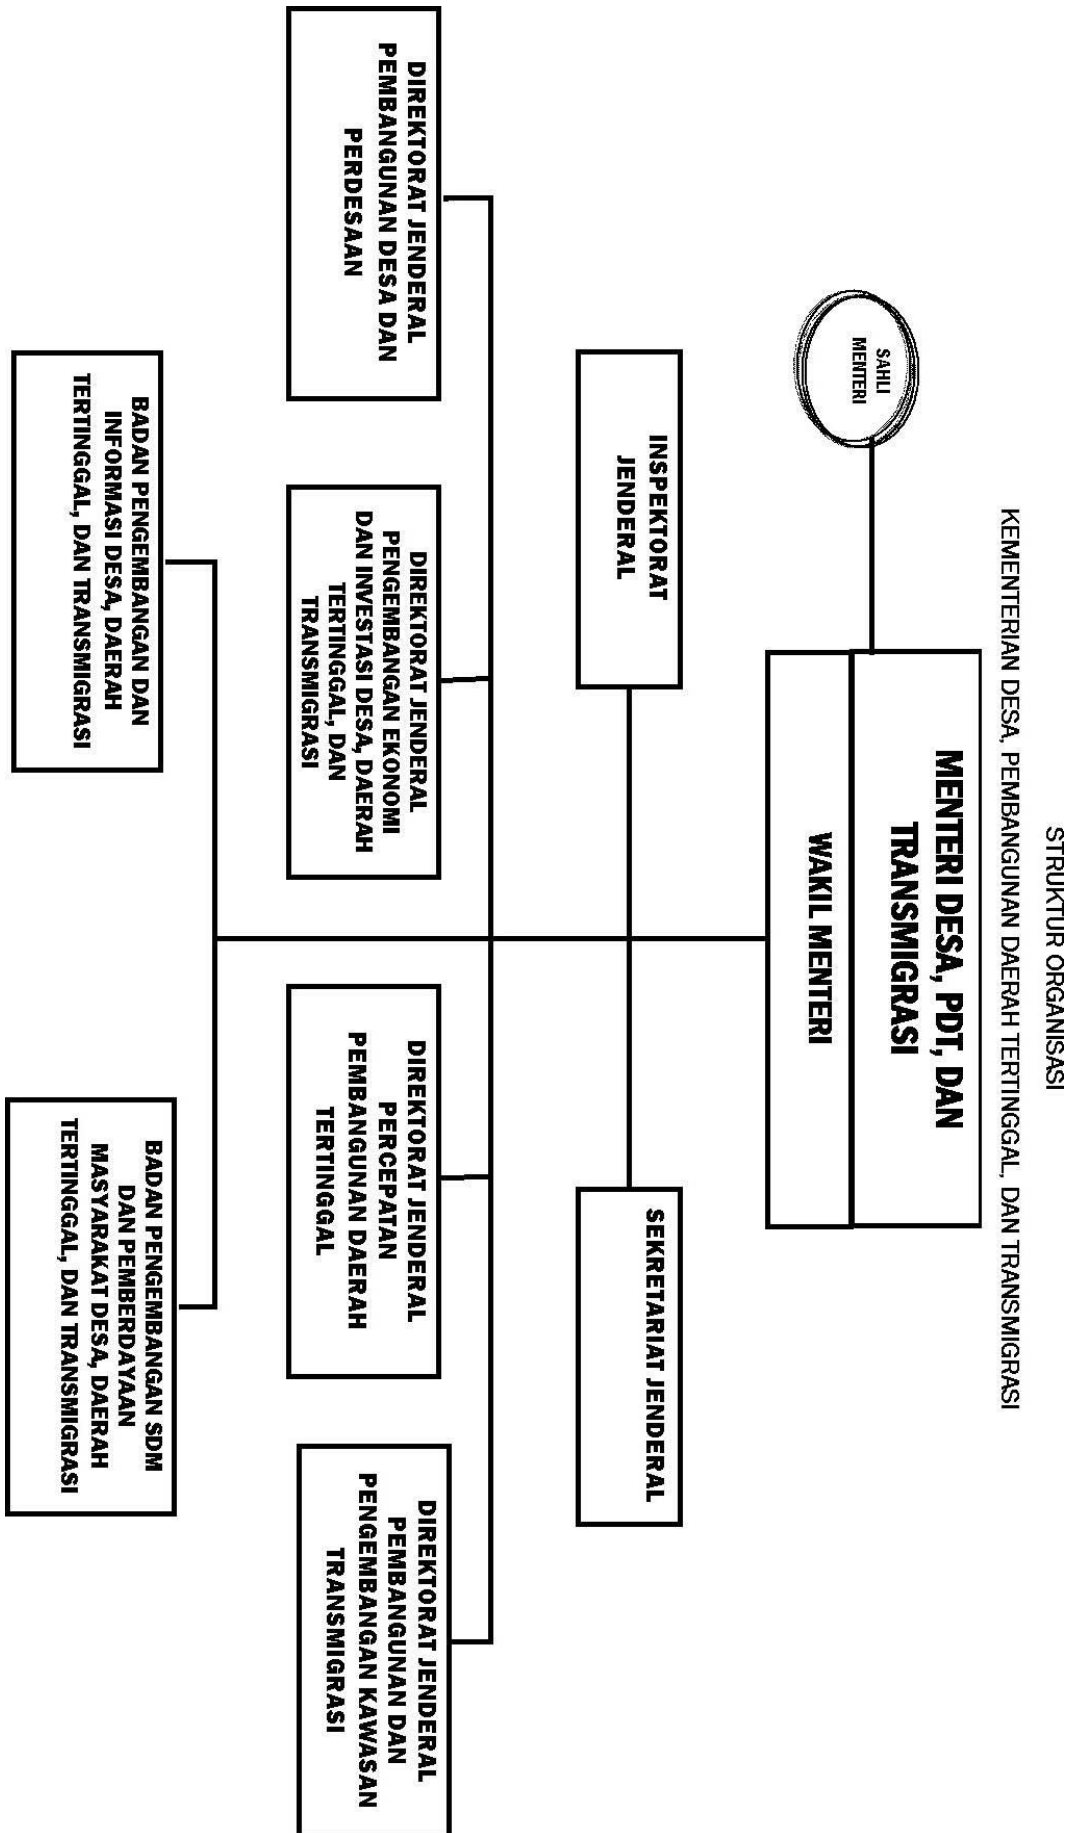 STRUKTUR ORGANISASI
KEMENTERIAN DESA, PEMBANGUNAN DAERAH TERTINGGAL, DAN TRANSMIGRASI
MENTERI DESA, PDT, DAN
TRANSMIGRASI
WAKIL MENTERI
SAHLI
MENTERI
INSPEKTORAT
JENDERAL
SEKRETARIAT JENDERAL
DIREKTORAT JENDERAL
PEMBANGUNAN DESA DAN
PERDESAAN
DIREKTORAT JENDERAL
PENGEMBANGAN EKONOMI
DAN INVESTASI DESA, DAERAH
TERTINGGAL, DAN
TRANSMIGRASI
DIREKTORAT JENDERAL
PERCEPATAN
PEMBANGUNAN DAERAH
TERTINGGAL
DIREKTORAT JENDERAL
PEMBANGUNAN DAN
PENGEMBANGAN KAWASAN
TRANSMIGRASI
BADAN PENGEMBANGAN DAN
INFORMASI DESA, DAERAH
TERTINGGAL, DAN TRANSMIGRASI
BADAN PENGEMBANGAN SDM
DAN PEMBERDAYAAN
MASYARAKAT DESA, DAERAH
TERTINGGAL, DAN TRANSMIGRASI